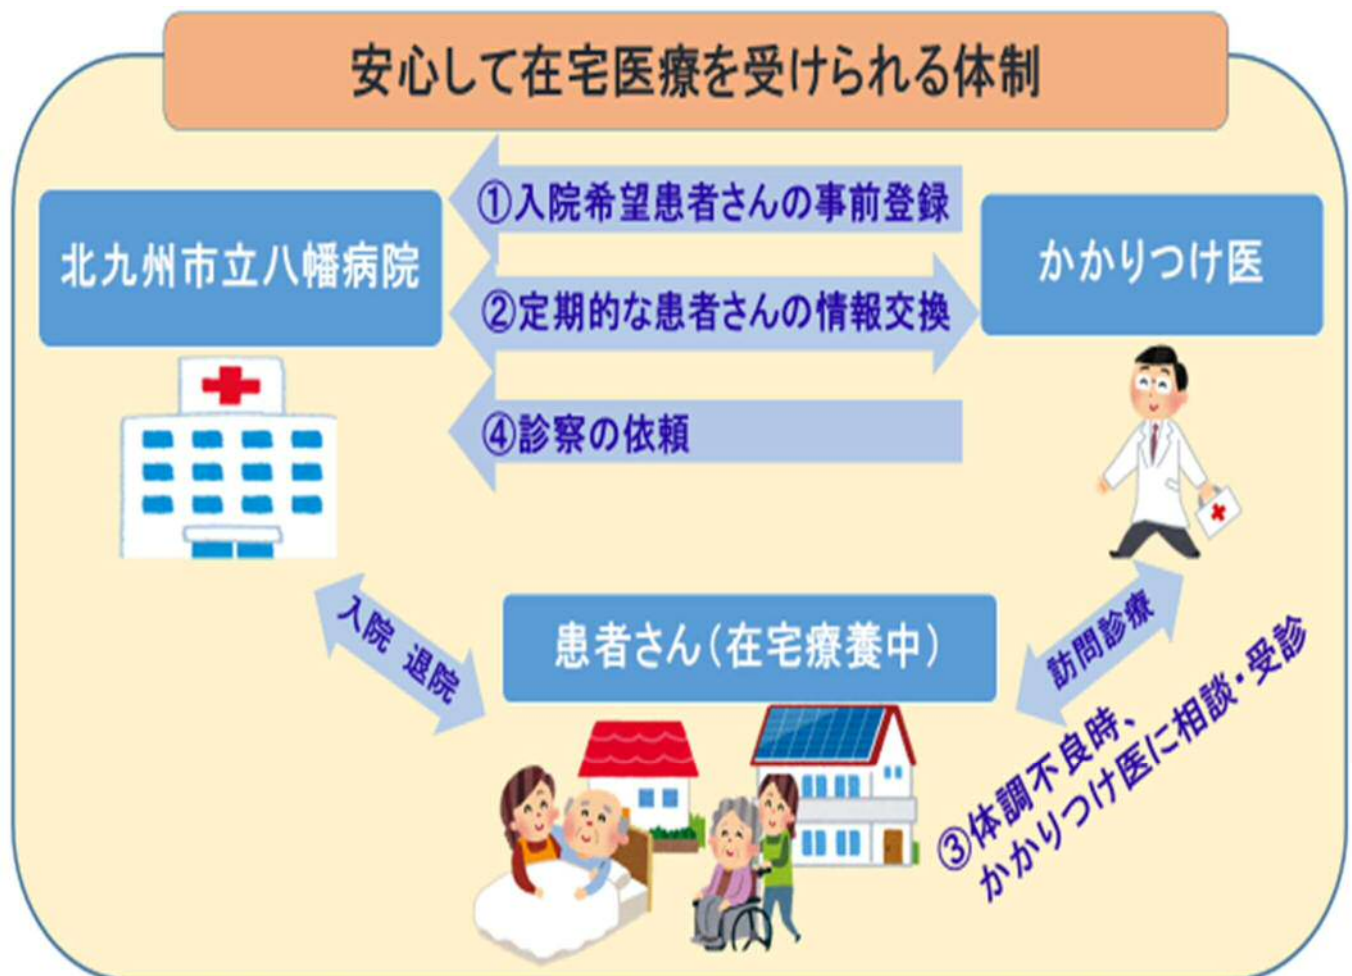 安心して在宅医療を受けられる体制
①入院希望患者さんの事前登録
北九州市立八幡病院
かかりつけ医
②定期的な患者さんの情報交換
④診察の依頼
入院 退院
患者さん(在宅療養中)
訪問診療
③体調不良時、
かかりつけ医に相談・受診